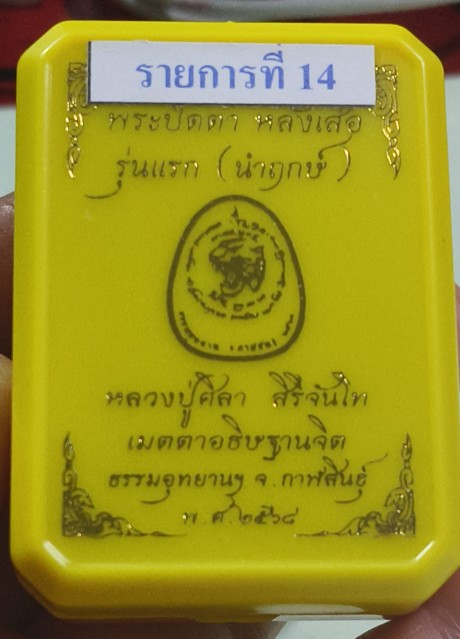 รายการที่ 14
พระปิดตา หลังเสือ
รุ่นแรก (นำฤกษ์)
หลวงปู่ศิลา สิริจันโท
เมตตาอธิษฐานจิต
ธรรมอุทยานฯ จ.กาฬสินธุ์
พ.ศ.๒๕๖๘